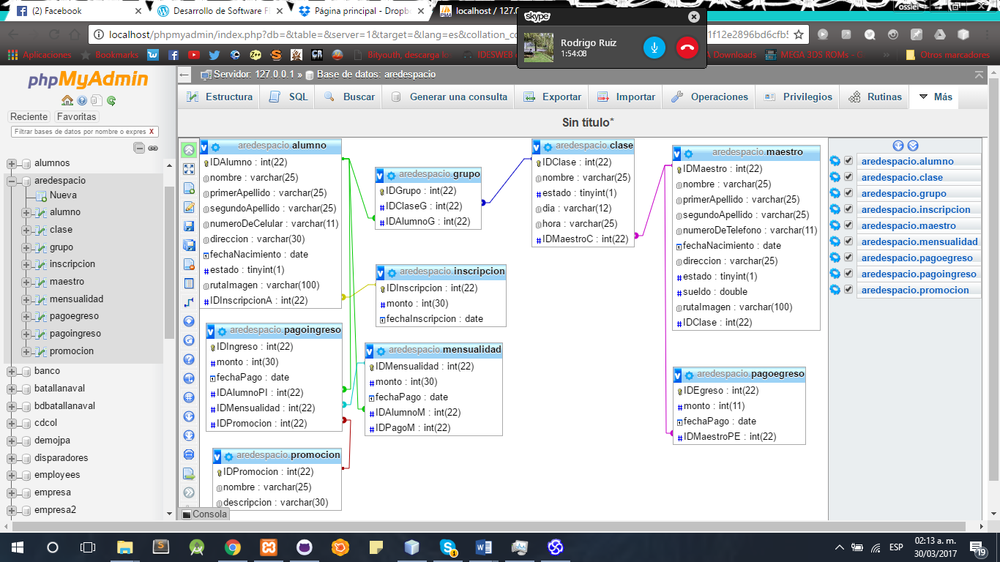 (2) Facebook
Desarrollo de Software Fl
Página principal - Dropb
localhost / 127.0.
ossiel
localhost/phpmyadmin/index.php?db=&table=&server=1&target=&lang=es&collation_co
1f12e2896bd6cfb5
skype
Rodrigo Ruiz
1:54:08
Aplicaciones
Bookmarks
Bityouth, descarga lo
IDESWEB
A Downloads
MEGA 3DS ROMs - G
Otros marcadores
phpMyAdmin
Reciente
Favoritas
Filtrar bases de datos por nombre o expres X
alumnos
aredespacio
Nueva
alumno
clase
grupo
inscripcion
maestro
mensualidad
pagoegreso
pagoingreso
promocion
banco
batallanaval
bdbatallanaval
cdcol
demojpa
disparadores
employees
empresa
empresa2
Servidor: 127.0.0.1 » Base de datos: aredespacio
Estructura
SQL
Buscar
Generar una consulta
Exportar
Importar
Operaciones
Privilegios
Rutinas
Más
Sin título*
aredespacio.alumno
IDAlumno : int(22)
nombre : varchar(25)
primerApellido : varchar(25)
segundoApellido : varchar(25)
numeroDeCelular : varchar(11)
direccion : varchar(30)
fechaNacimiento : date
estado : tinyint(1)
rutaImagen : varchar(100)
IDInscripcionA : int(22)
aredespacio.pagoingreso
IDIngreso : int(22)
monto : int(30)
fechaPago : date
IDAlumnoPI : int(22)
IDMensualidad : int(22)
IDPromocion : int(22)
aredespacio.promocion
IDPromocion : int(22)
nombre : varchar(25)
descripcion : varchar(30)
aredespacio.grupo
IDGrupo : int(22)
IDClaseG : int(22)
IDAlumnoG : int(22)
aredespacio.inscripcion
IDInscripcion : int(22)
monto : int(30)
fechaInscripcion : date
aredespacio.mensualidad
IDMensualidad : int(22)
monto : int(30)
fechaPago : date
IDAlumnoM : int(22)
IDPagoM : int(22)
aredespacio.clase
IDClase : int(22)
nombre : varchar(25)
estado : tinyint(1)
dia : varchar(12)
hora : varchar(25)
IDMaestroC : int(22)
aredespacio.maestro
IDMaestro : int(22)
nombre : varchar(25)
primerApellido : varchar(25)
segundoApellido : varchar(25)
numeroDeTelefono : varchar(11)
fechaNacimiento : date
direccion : varchar(25)
estado : tinyint(1)
sueldo : double
rutaImagen : varchar(100)
IDClase : int(22)
aredespacio.pagoegreso
IDEgreso : int(22)
monto : int(11)
fechaPago : date
IDMaestroPE : int(22)
aredespacio.alumno
aredespacio.clase
aredespacio.grupo
aredespacio.inscripcion
aredespacio.maestro
aredespacio.mensualidad
aredespacio.pagoegreso
aredespacio.pagoingreso
aredespacio.promocion
Consola
ESP
02:13 a. m.
30/03/2017
19